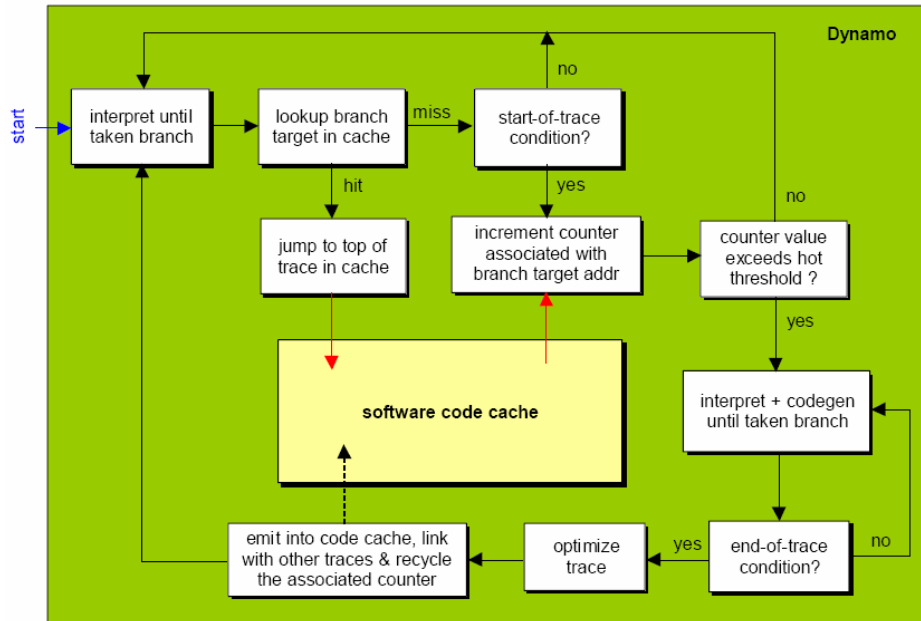 Dynamo
start
interpret until
taken branch
lookup branch
target in cache
miss
start-of-trace
condition?
no
hit
yes
no
jump to top of
trace in cache
increment counter
associated with
branch target addr
counter value
exceeds hot
threshold ?
yes
software code cache
interpret + codegen
until taken branch
emit into code cache, link
with other traces & recycle
the associated counter
optimize
trace
yes
end-of-trace
condition?
no